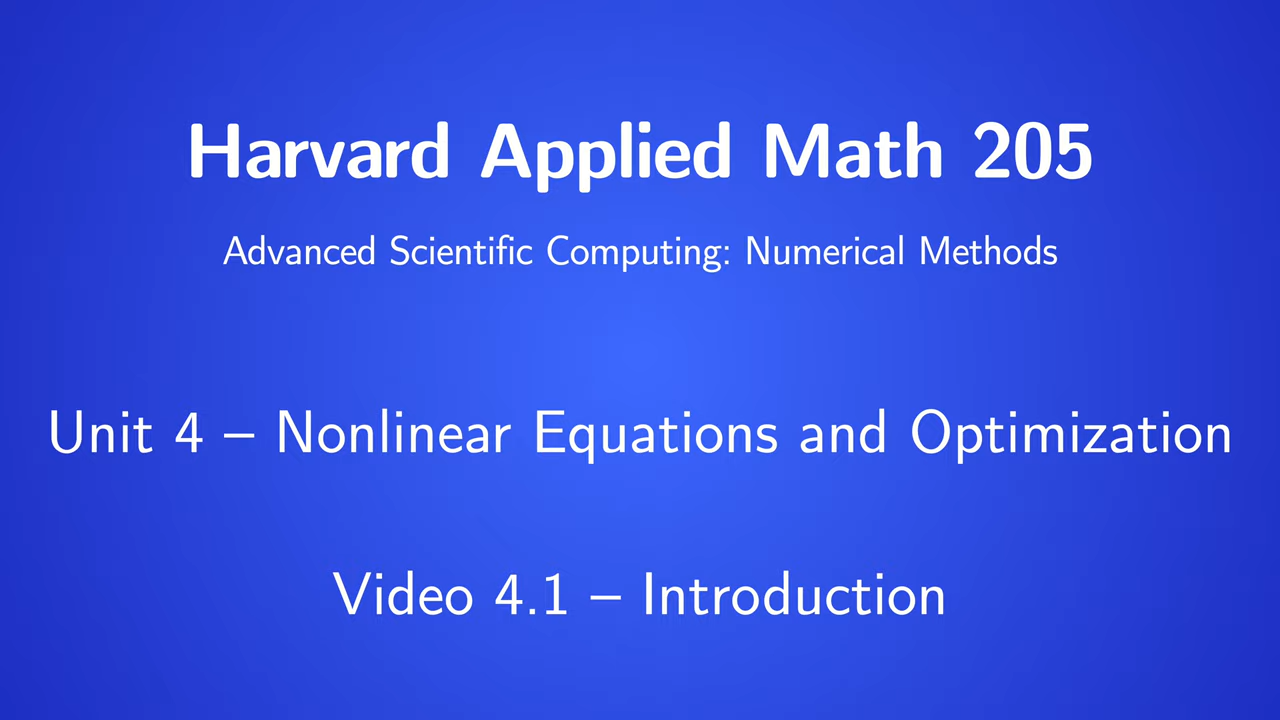 Harvard Applied Math 205
Advanced Scientific Computing: Numerical Methods
Unit 4 – Nonlinear Equations and Optimization
Video 4.1 – Introduction